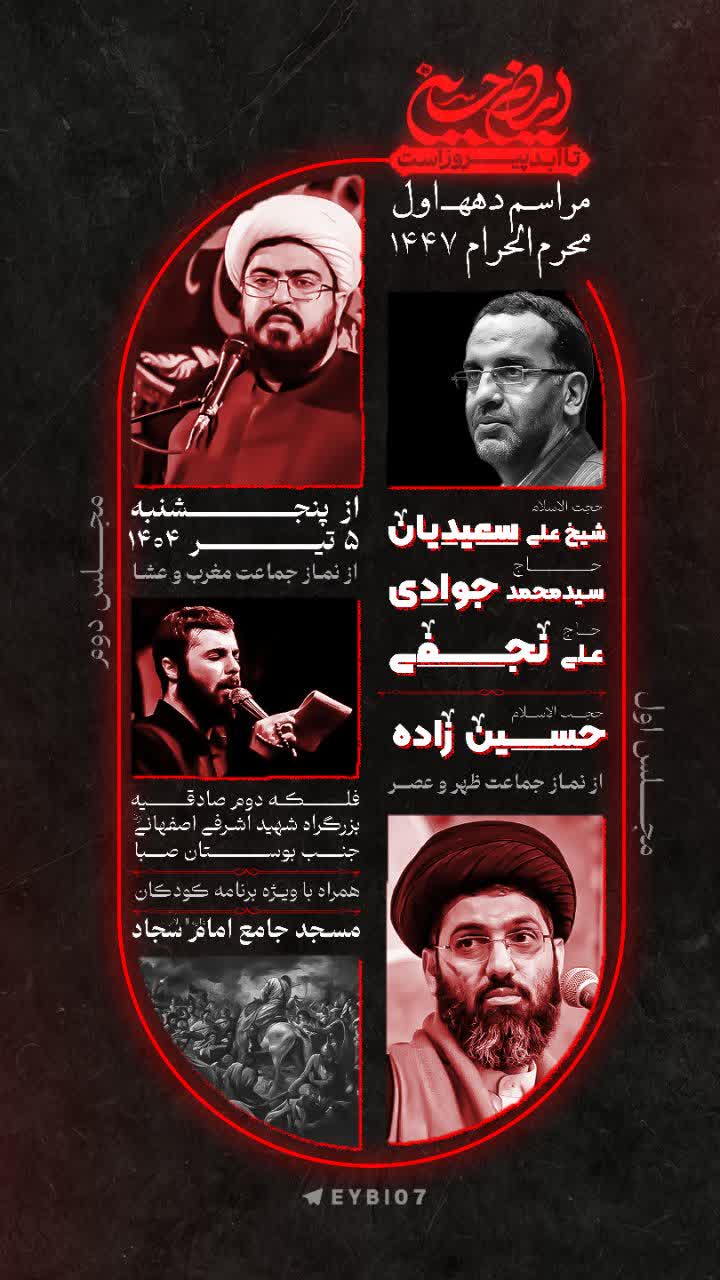 ایران حسین
تا ابد پیروز است
مراسم دهه اول
محرم الحرام ۱۴۴۷
حجت الاسلام
شیخ علی سعیدیان
حاج
سیدمحمد جوادی
حاج
علی نجفی
حجت الاسلام
حسین زاده
از نماز جماعت ظهر و عصر
مجلس اول
از پنجشنبه
۵ تیر ۱۴۰۴
از نماز جماعت مغرب و عشا
مجلس دوم
فلکه دوم صادقیه
بزرگراه شهید اشرفی اصفهانی
جنب بوستان صبا
همراه با ویژه برنامه کودکان
مسجد جامع امام سجاد
EYBI07